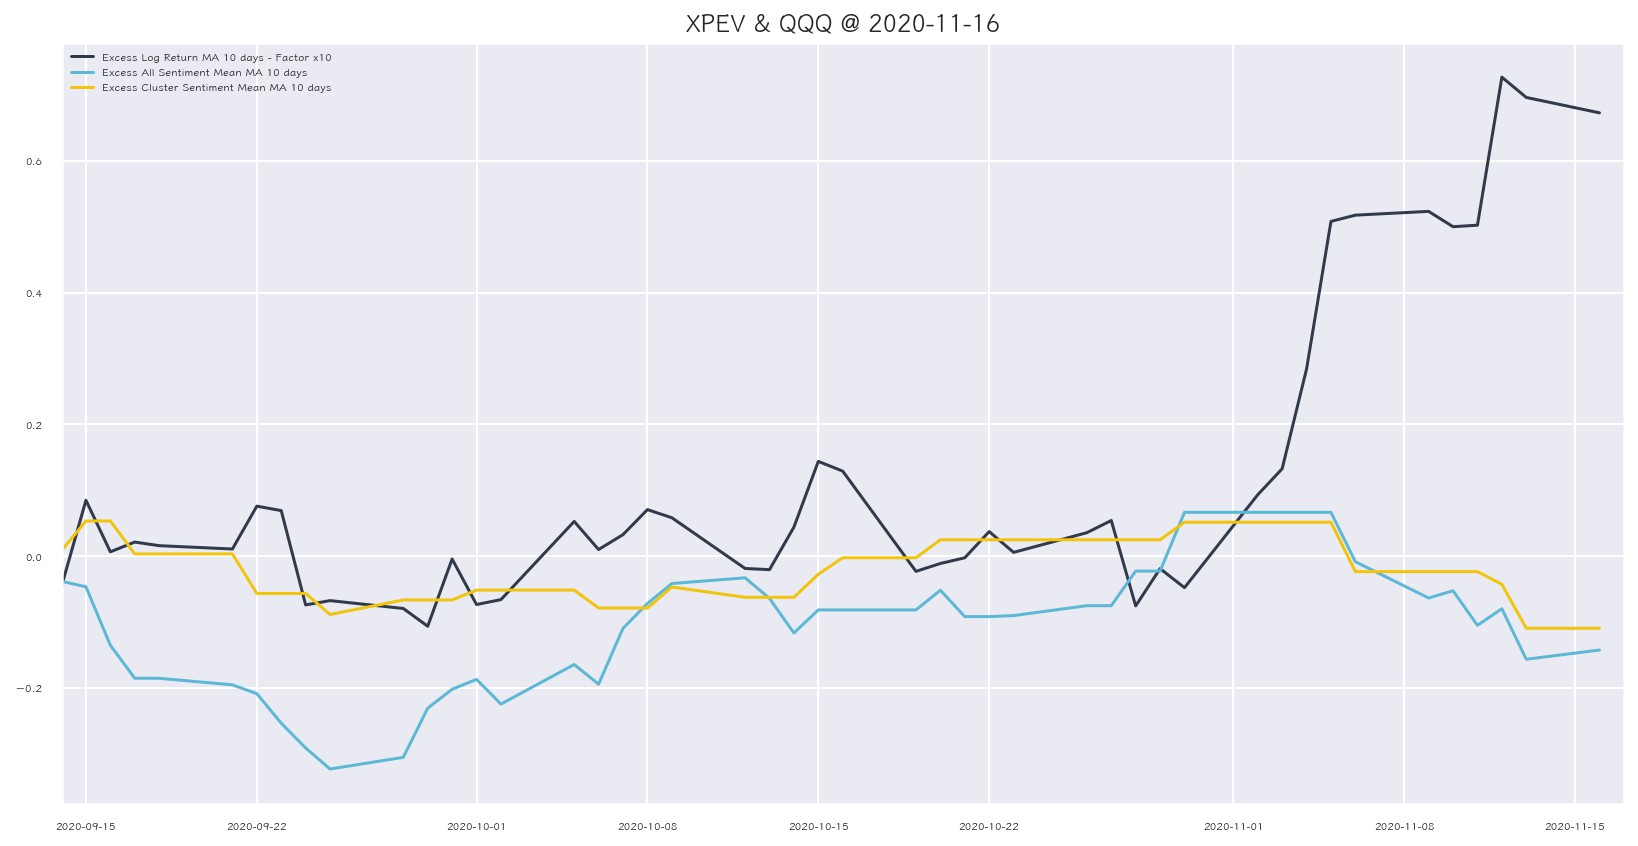 XPEV & QQQ @ 2020-11-16
Excess Log Return MA 10 days - Factor x10
Excess All Sentiment Mean MA 10 days
Excess Cluster Sentiment Mean MA 10 days
0.6
0.4
0.2
0.0
−0.2
2020-09-15 2020-09-22 2020-10-01 2020-10-08 2020-10-15 2020-10-22 2020-11-01 2020-11-08 2020-11-15